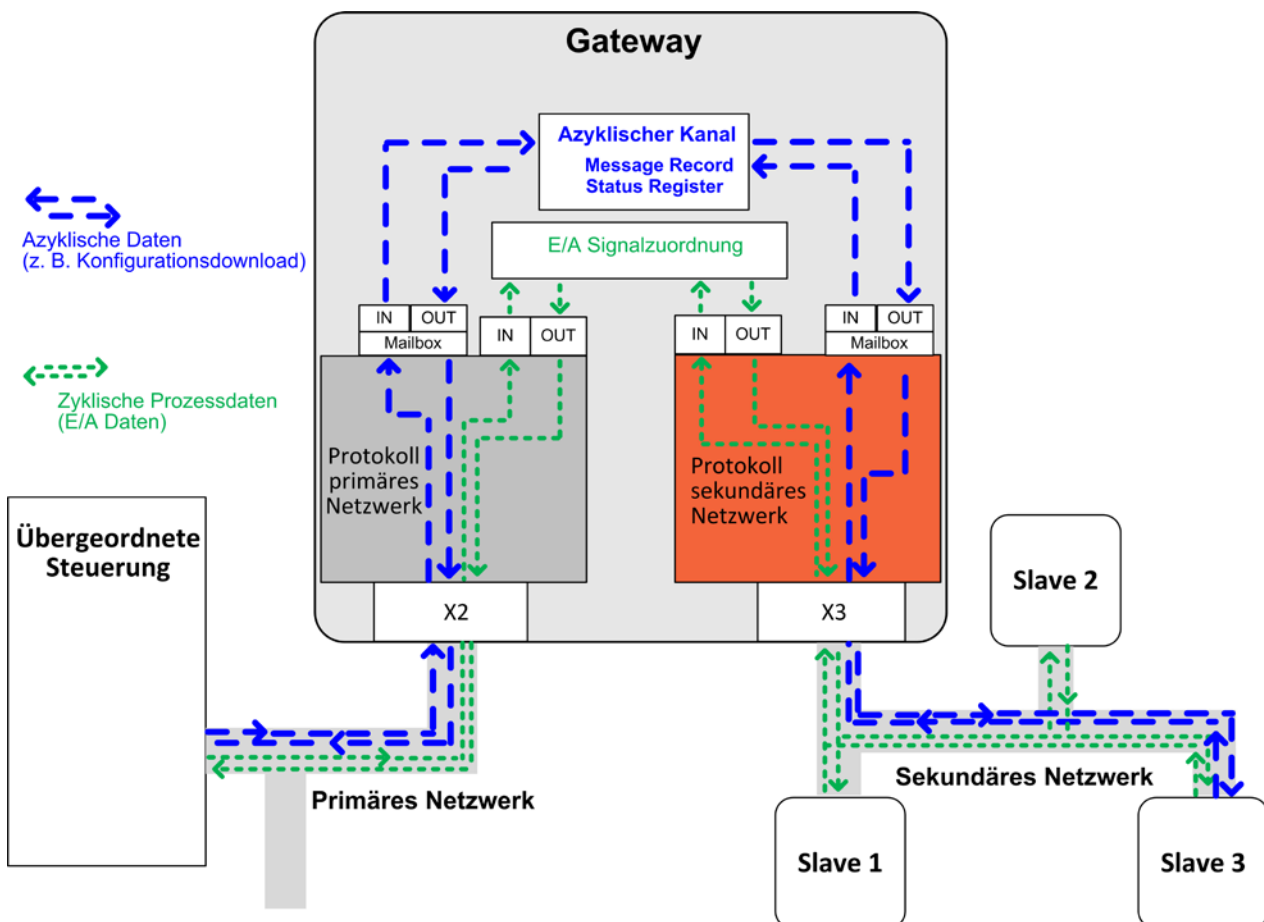 Gateway
Azyklischer Kanal
Message Record
Status Register
Azyklische Daten
(z. B. Konfigurationsdownload)
E/A Signalzuordnung
IN
OUT
Mailbox
IN
OUT
IN
OUT
IN
OUT
Mailbox
Zyklische Prozessdaten
(E/A Daten)
Protokoll
primäres
Netzwerk
Protokoll
sekundäres
Netzwerk
Übergeordnete
Steuerung
X2
X3
Slave 2
Primäres Netzwerk
Sekundäres Netzwerk
Slave 1
Slave 3